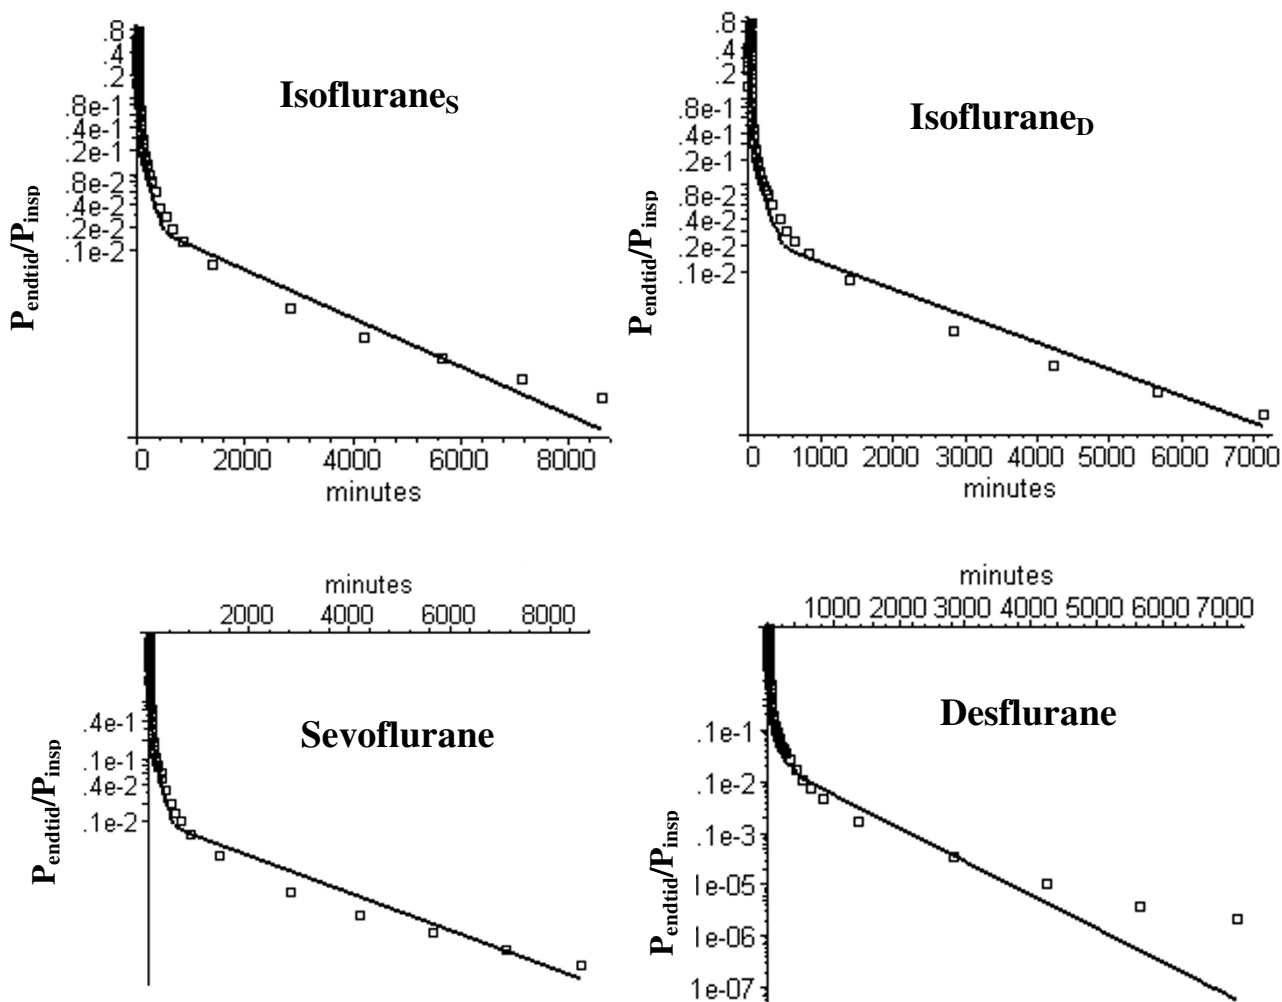 Isoflurane_S
.8
.4
.2
.8e-1
.4e-1
.2e-1
.8e-2
.4e-2
.2e-2
.1e-2
P_endtid/P_insp
0 2000 4000 6000 8000
minutes
Isoflurane_D
.8
.4
.2
.8e-1
.4e-1
.2e-1
.8e-2
.4e-2
.2e-2
.1e-2
P_endtid/P_insp
0 1000 2000 3000 4000 5000 6000 7000
minutes
minutes
2000 4000 6000 8000
Sevoflurane
.4e-1
.1e-1
.4e-2
.1e-2
P_endtid/P_insp
minutes
1000 2000 3000 4000 5000 6000 7000
Desflurane
.1e-1
.1e-2
.1e-3
1e-05
1e-06
1e-07
P_endtid/P_insp